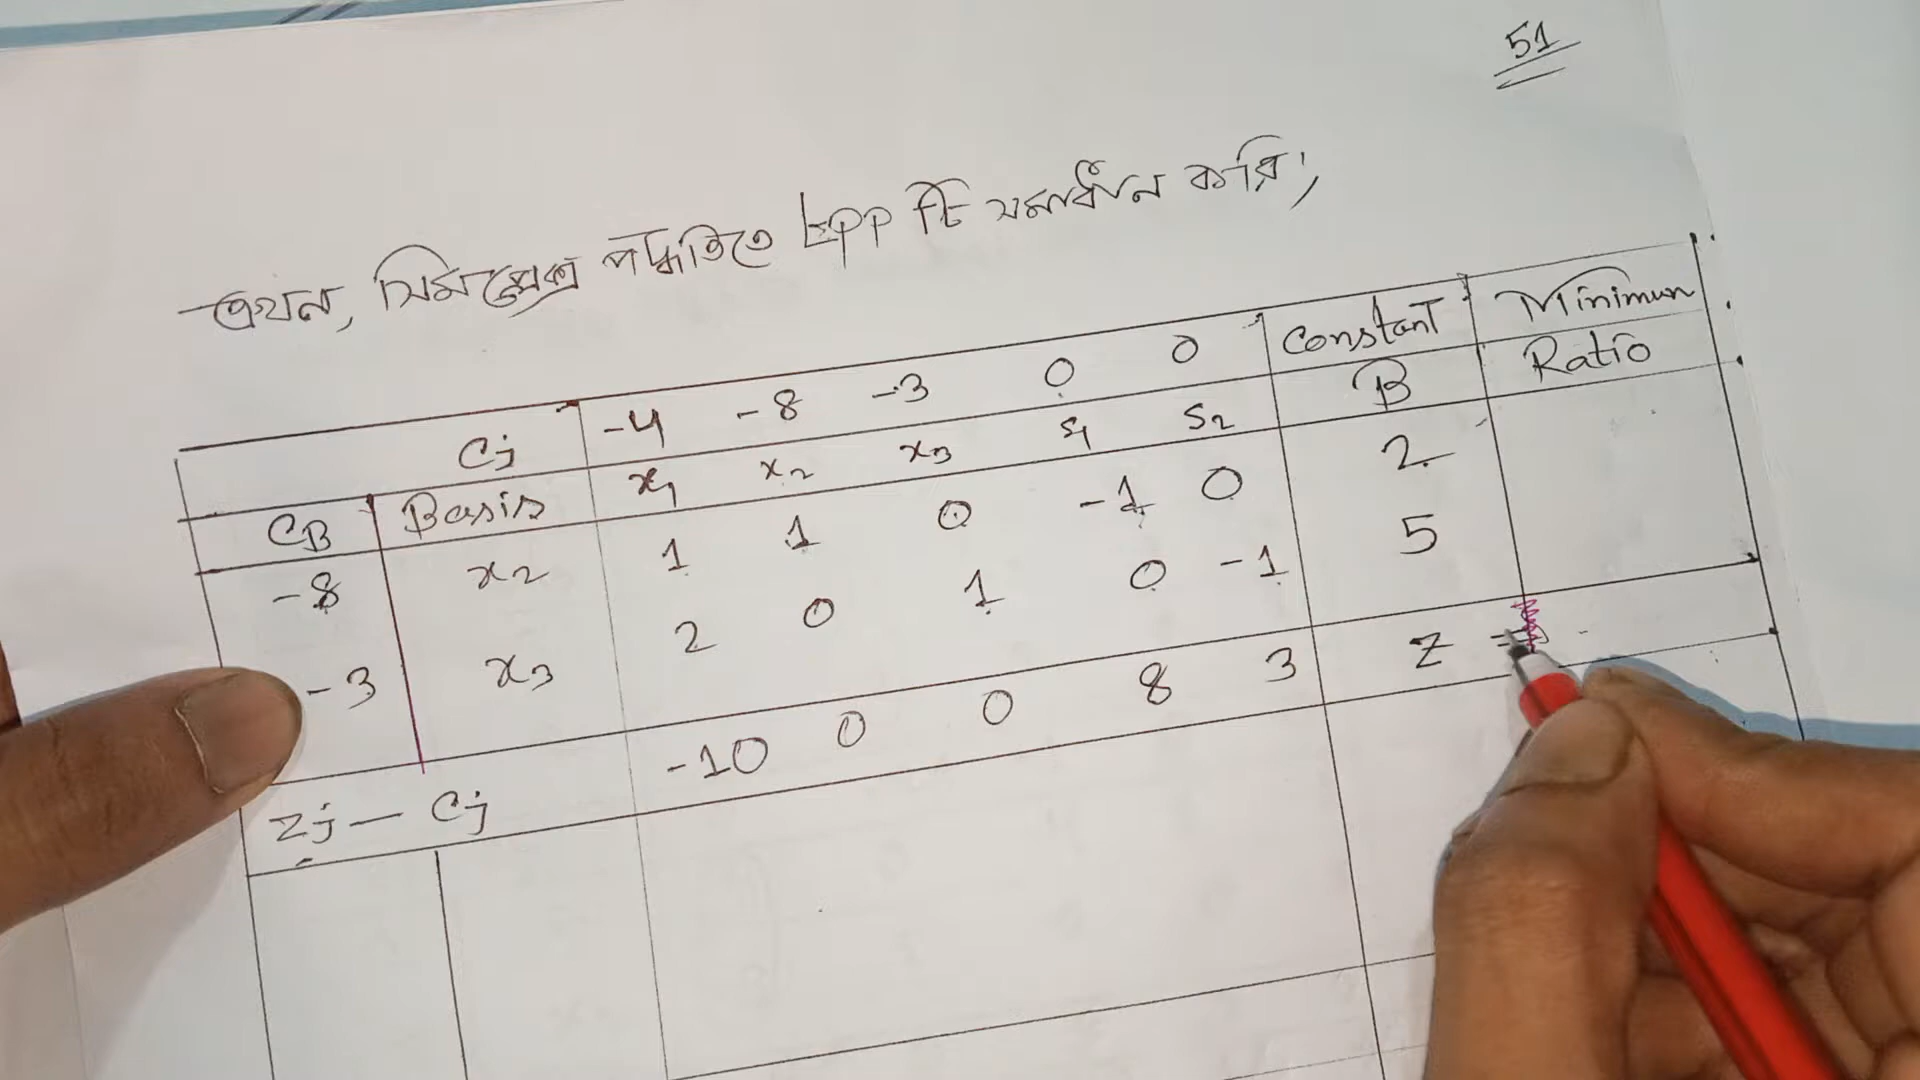 51
এখন, সিমপ্লেক্স পদ্ধতিতে LPP টি সমাধান করি,
Cj -4 -8 -3 0 0 Constant Minimum
CB Basis x1 x2 x3 S1 S2 B Ratio
-8 x2 1 1 0 -1 0 2
-3 x3 2 0 1 0 -1 5
Zj - Cj -10 0 0 8 3 Z =